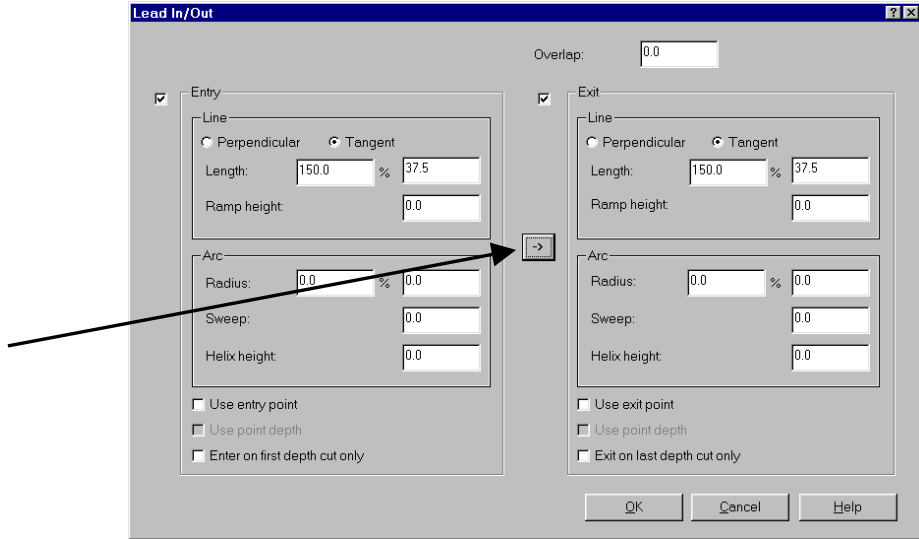 Lead In/Out
Overlap: 0.0
Entry
Line
Perpendicular Tangent
Length: 150.0 % 37.5
Ramp height: 0.0
Arc
Radius: 0.0 % 0.0
Sweep: 0.0
Helix height: 0.0
Use entry point
Use point depth
Enter on first depth cut only
->
Exit
Line
Perpendicular Tangent
Length: 150.0 % 37.5
Ramp height: 0.0
Arc
Radius: 0.0 % 0.0
Sweep: 0.0
Helix height: 0.0
Use exit point
Use point depth
Exit on last depth cut only
OK Cancel Help